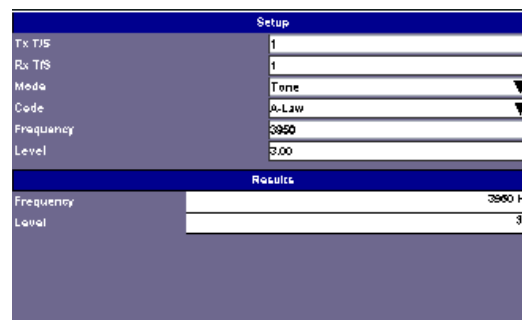 Setup
Tx T/S 1
Rx T/S 1
Mode Tone
Code A-Law
Frequency 3950
Level 3.00
Results
Frequency 3950 H
Level 3